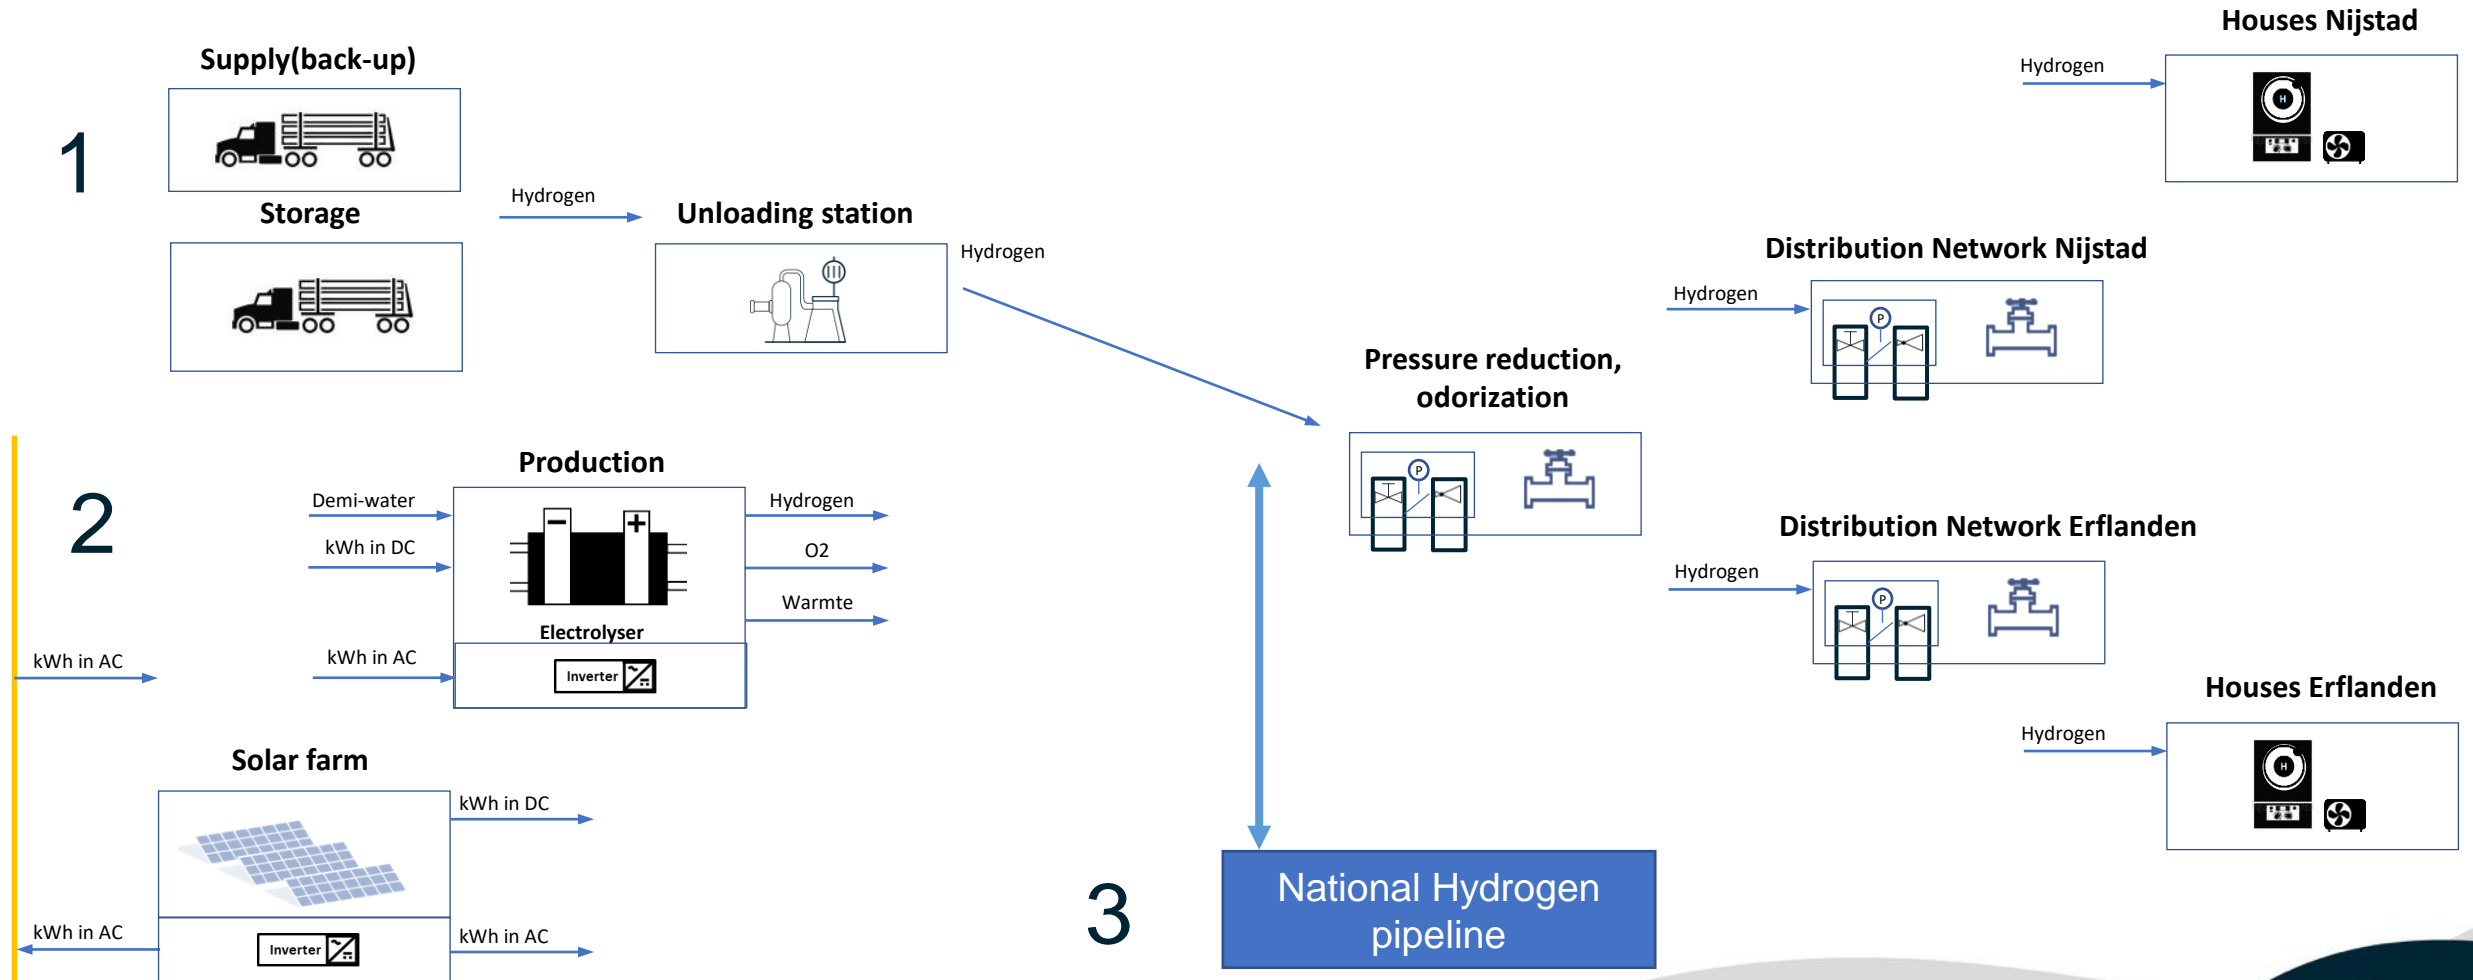 Houses Nijstad
Hydrogen
H
Supply(back-up)
1
Storage
Hydrogen
Unloading station
Hydrogen
Distribution Network Nijstad
Hydrogen
P
Pressure reduction,
odorization
P
2
Production
Demi-water
kWh in DC
Hydrogen
O2
Warmte
Electrolyser
kWh in AC
kWh in AC
Inverter
Distribution Network Erflanden
Hydrogen
P
Houses Erflanden
Hydrogen
H
Solar farm
kWh in DC
kWh in AC
Inverter
kWh in AC
3
National Hydrogen
pipeline